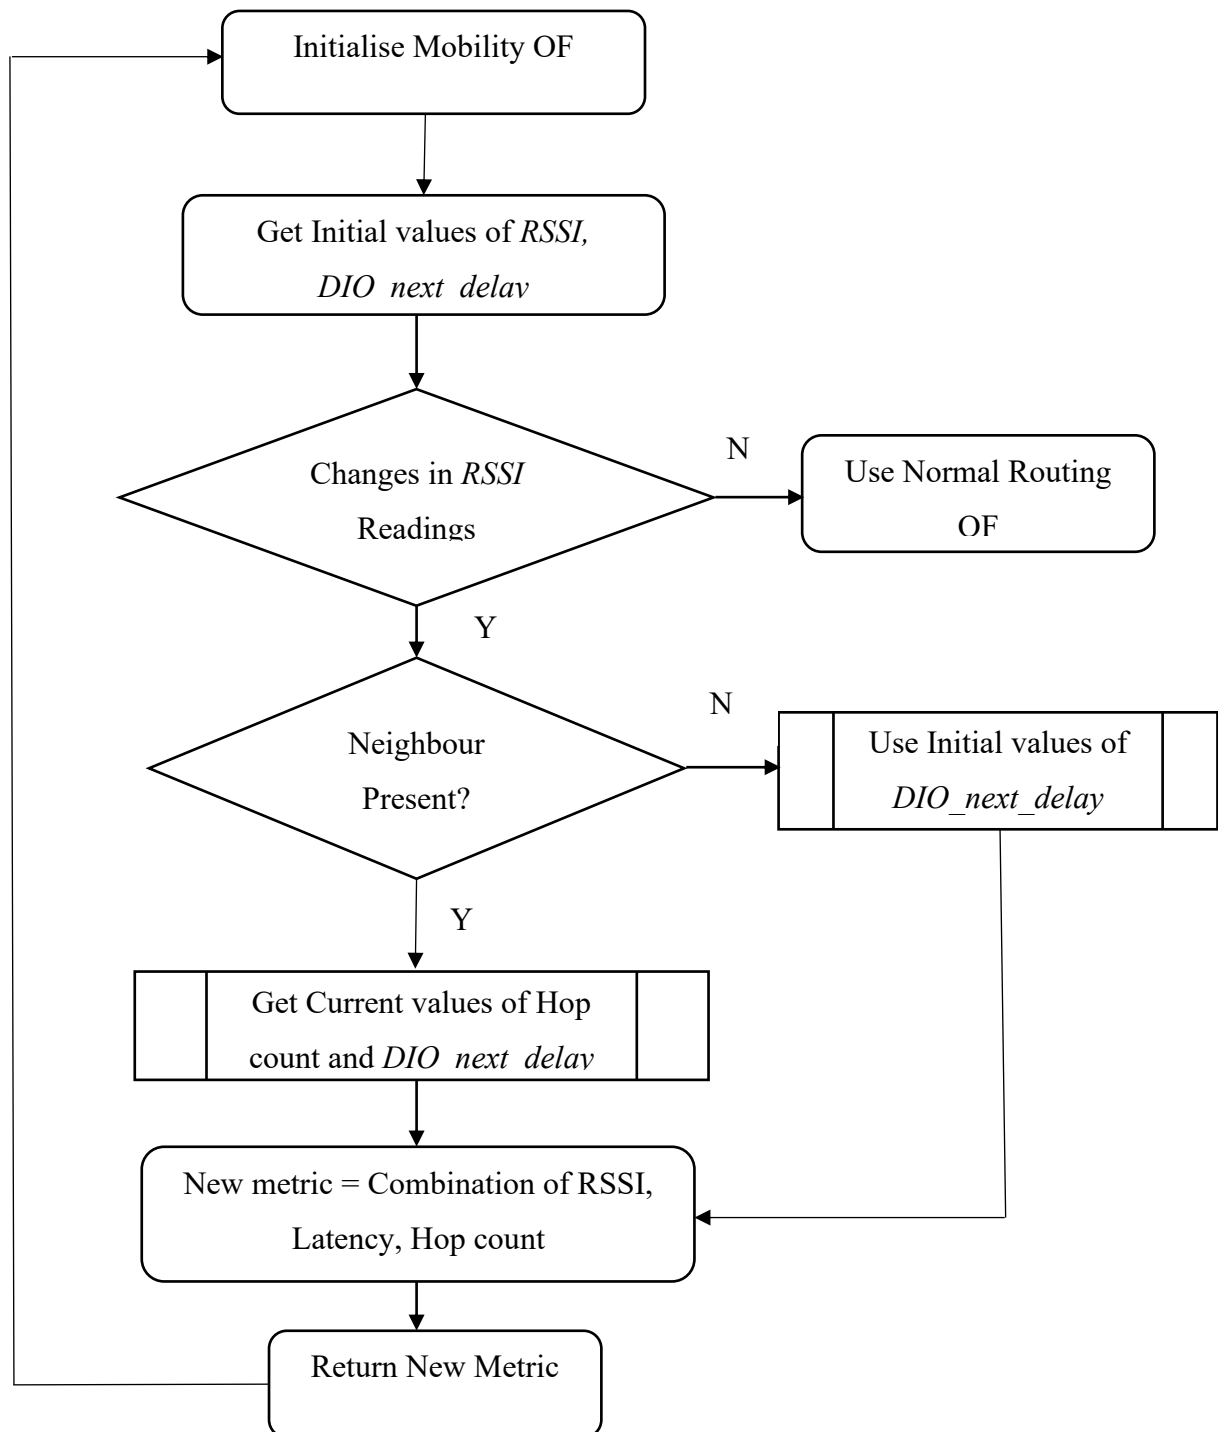 Initialise Mobility OF
Get Initial values of RSSI,
DIO_next_delay
Changes in RSSI
Readings
N
Use Normal Routing
OF
Y
Neighbour
Present?
N
Use Initial values of
DIO_next_delay
Y
Get Current values of Hop
count and DIO_next_delay
New metric = Combination of RSSI,
Latency, Hop count
Return New Metric